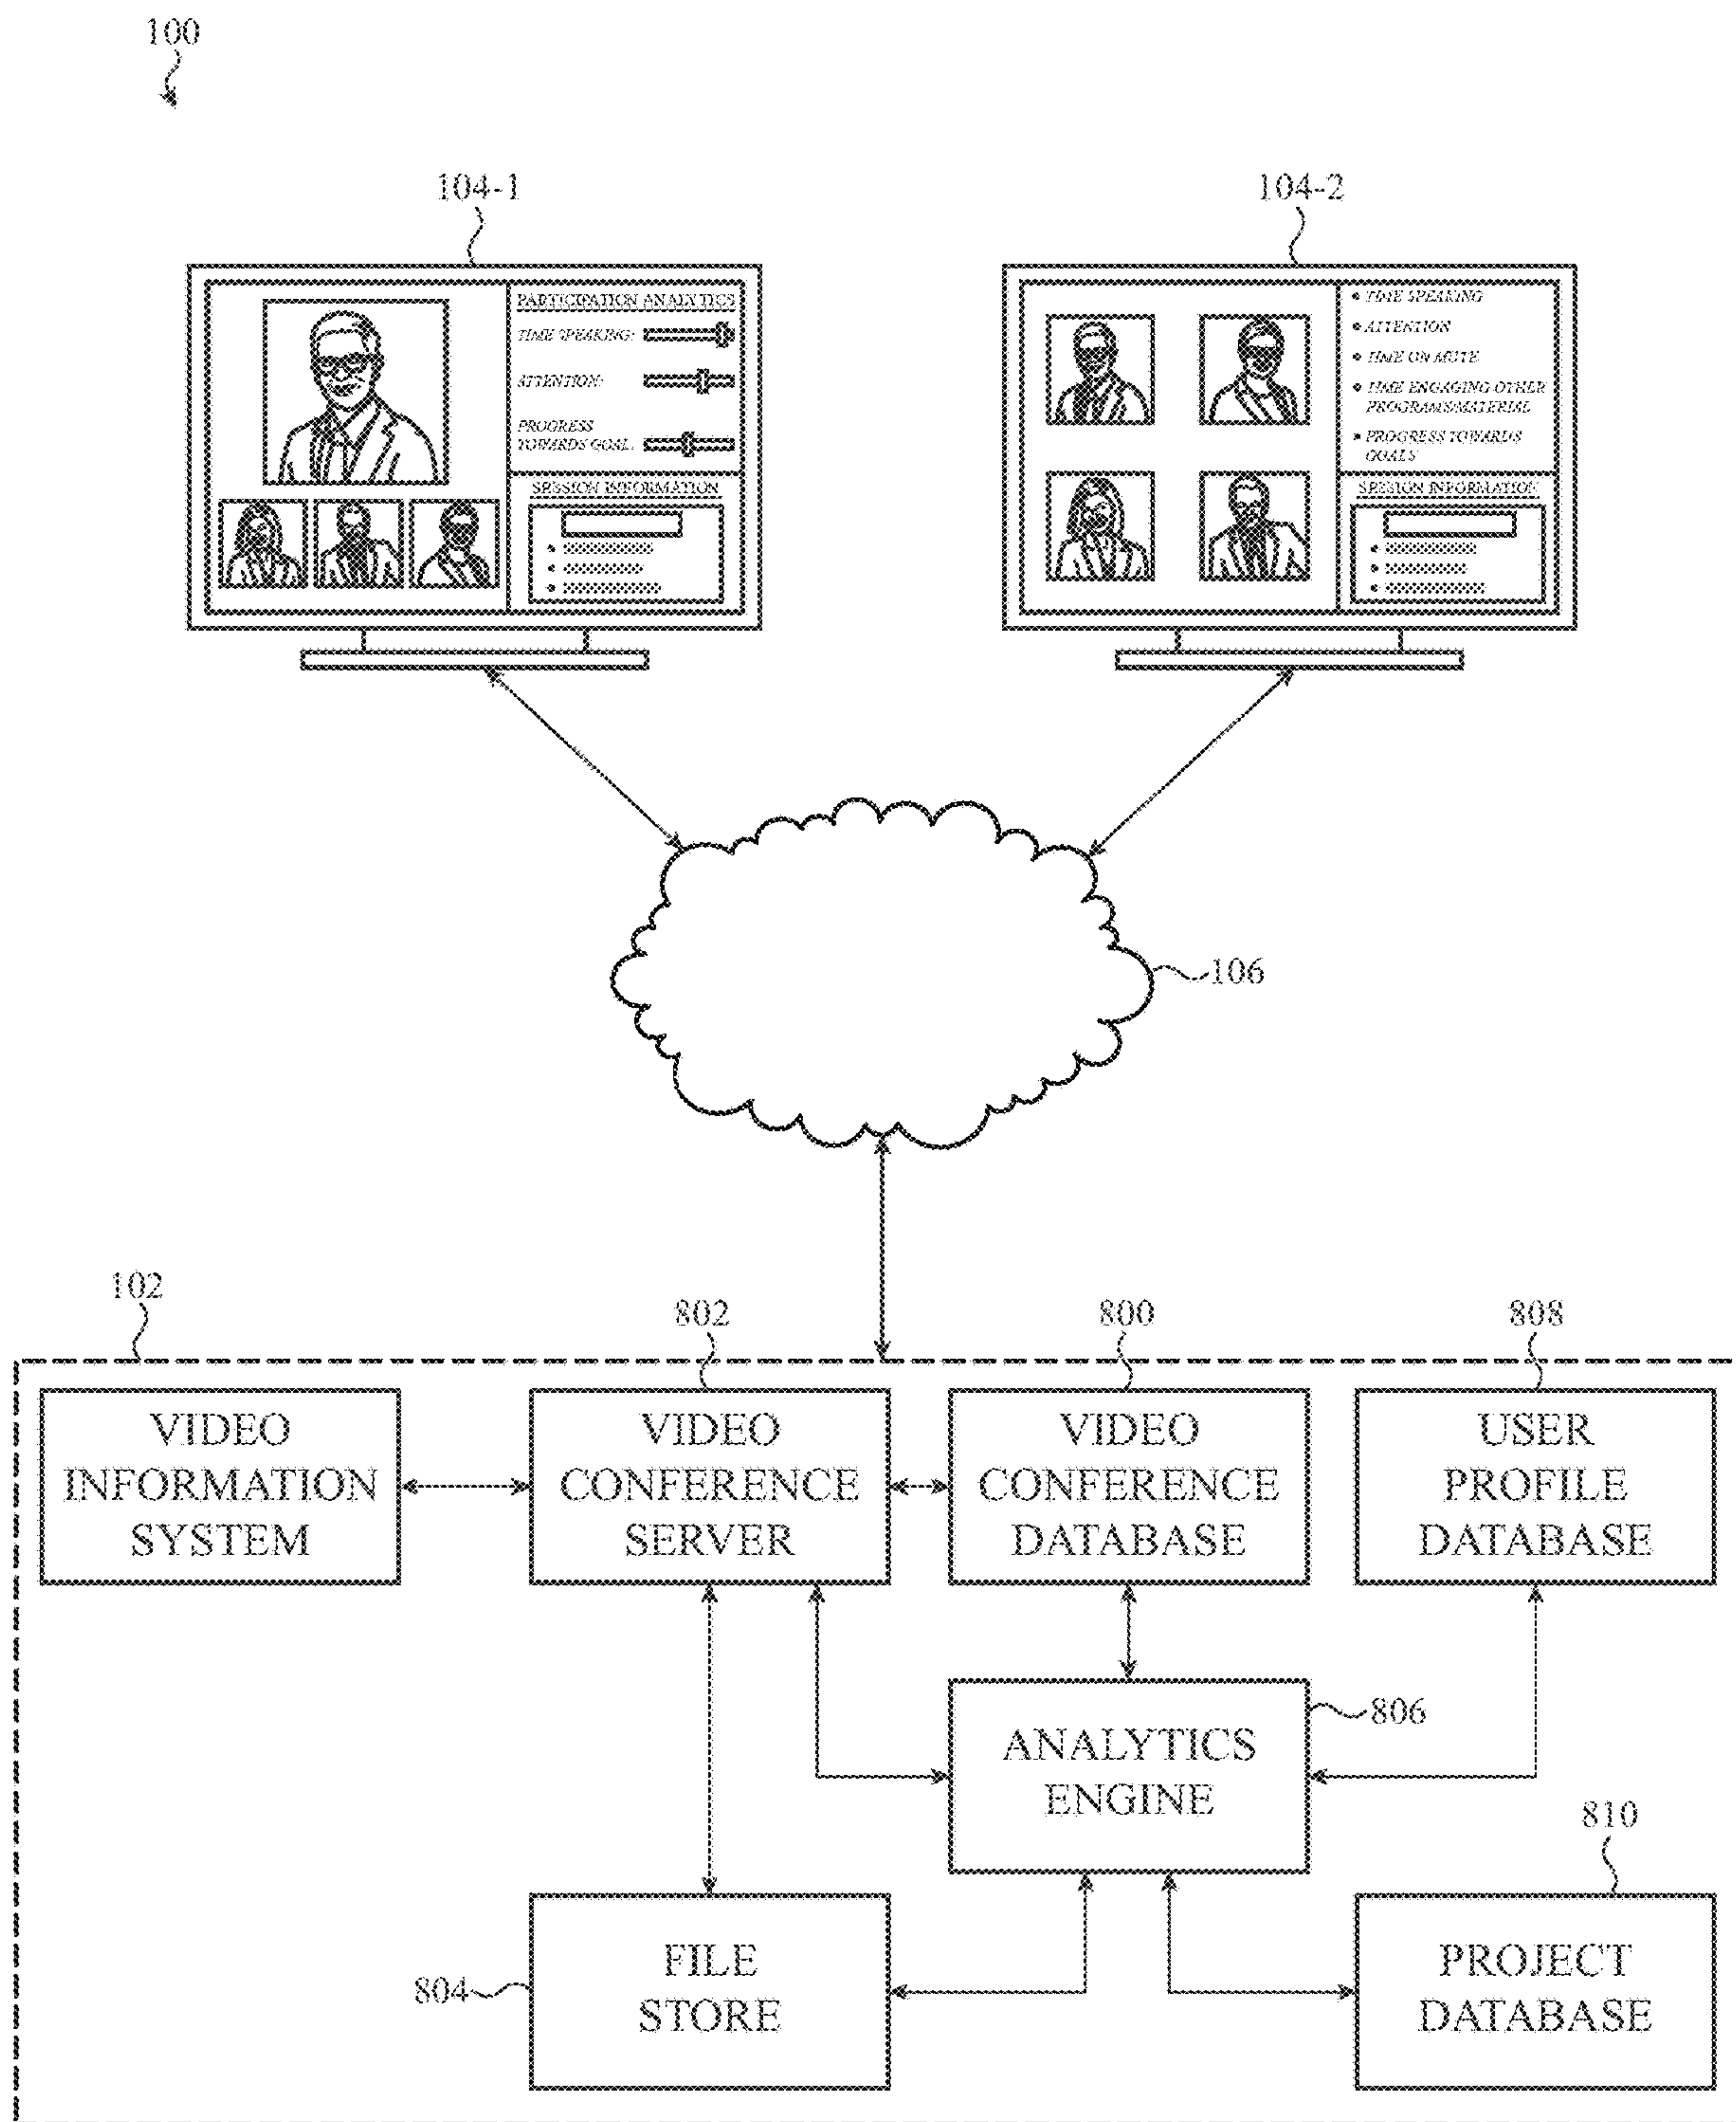 100
104-1
104-2
PARTICIPATION ANALYTICS
TIME SPEAKING:
ATTENTION:
PROGRESS
TOWARDS GOAL:
SESSION INFORMATION
• TIME SPEAKING
• ATTENTION
• TIME ON MUTE
• TIME ENGAGING OTHER
PROGRAMS/MATERIAL
• PROGRESS TOWARDS
GOALS
SESSION INFORMATION
106
102
802
800
808
VIDEO
INFORMATION
SYSTEM
VIDEO
CONFERENCE
SERVER
VIDEO
CONFERENCE
DATABASE
USER
PROFILE
DATABASE
806
ANALYTICS
ENGINE
810
804
FILE
STORE
PROJECT
DATABASE